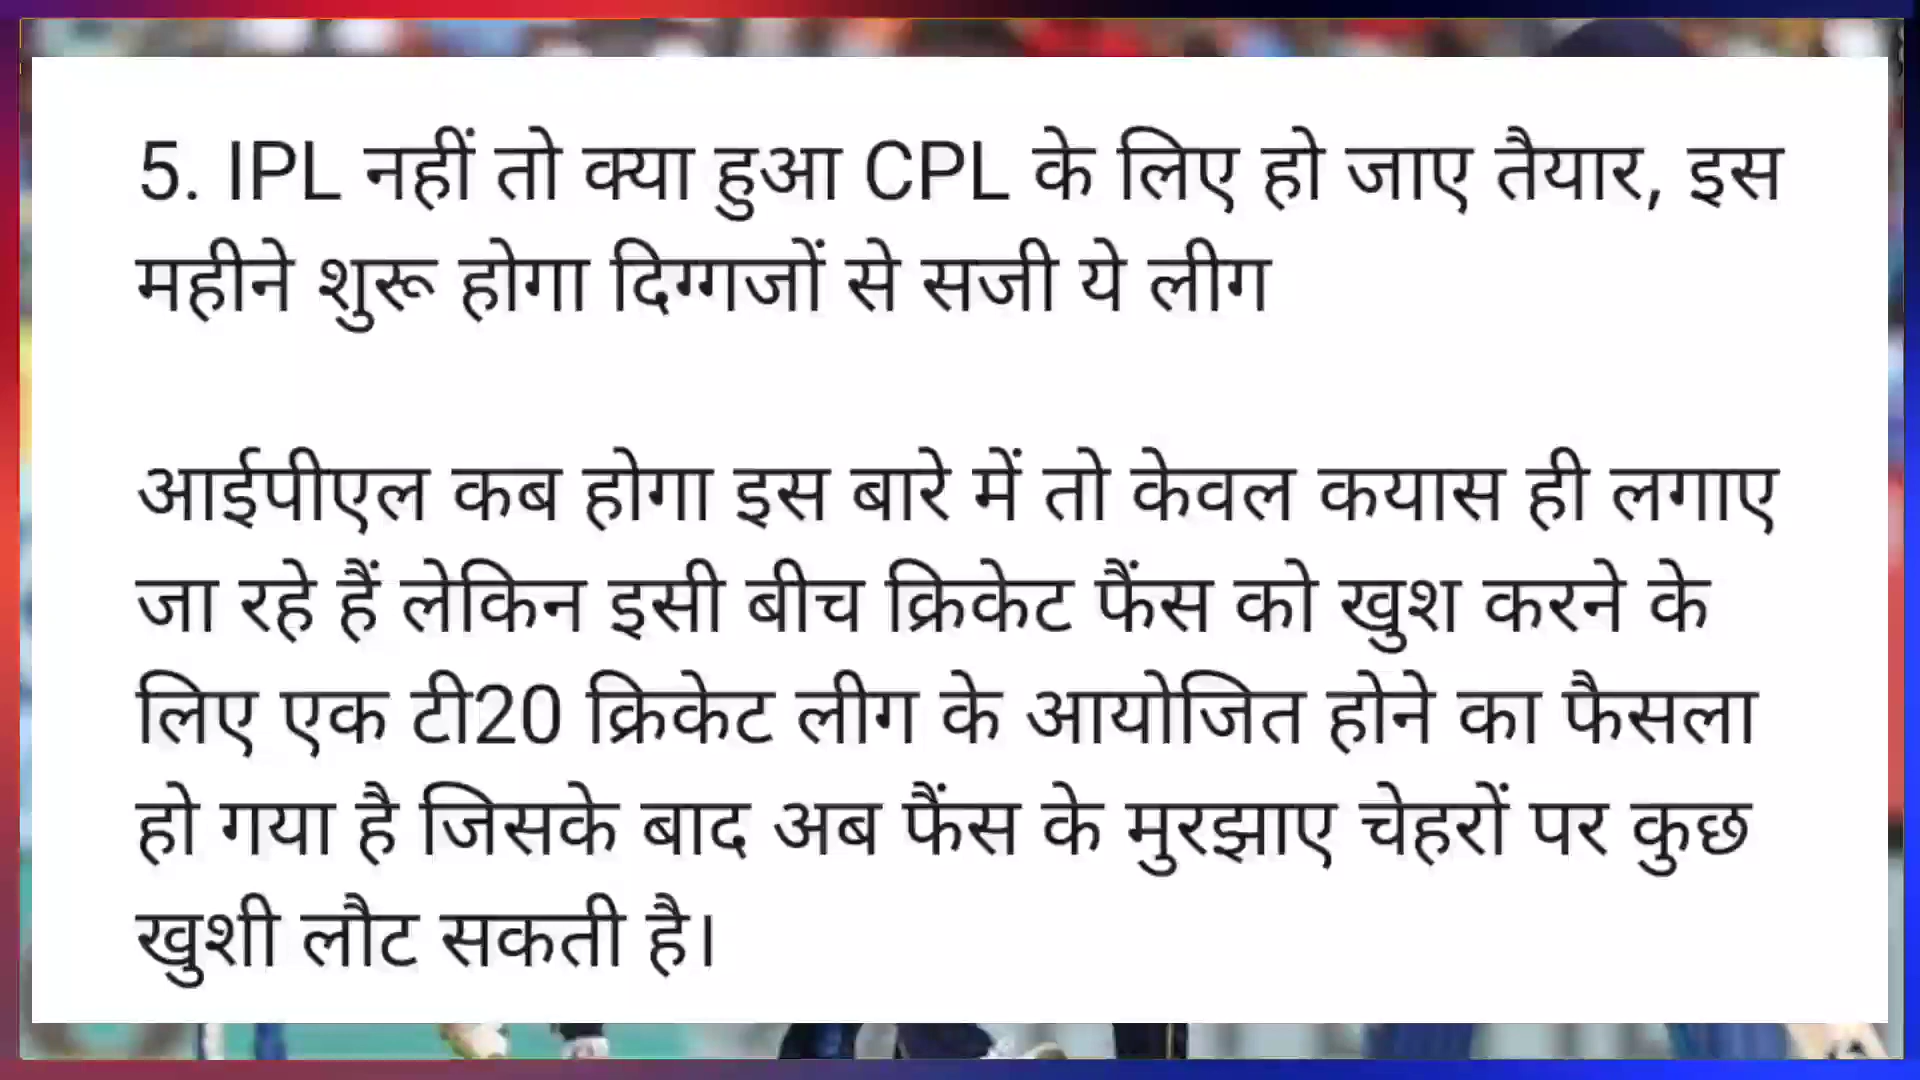 5. IPL नहीं तो क्या हुआ CPL के लिए हो जाए तैयार, इस
महीने शुरू होगा दिग्गजों से सजी ये लीग
आईपीएल कब होगा इस बारे में तो केवल कयास ही लगाए
जा रहे हैं लेकिन इसी बीच क्रिकेट फैंस को खुश करने के
लिए एक टी20 क्रिकेट लीग के आयोजित होने का फैसला
हो गया है जिसके बाद अब फैंस के मुरझाए चेहरों पर कुछ
खुशी लौट सकती है।